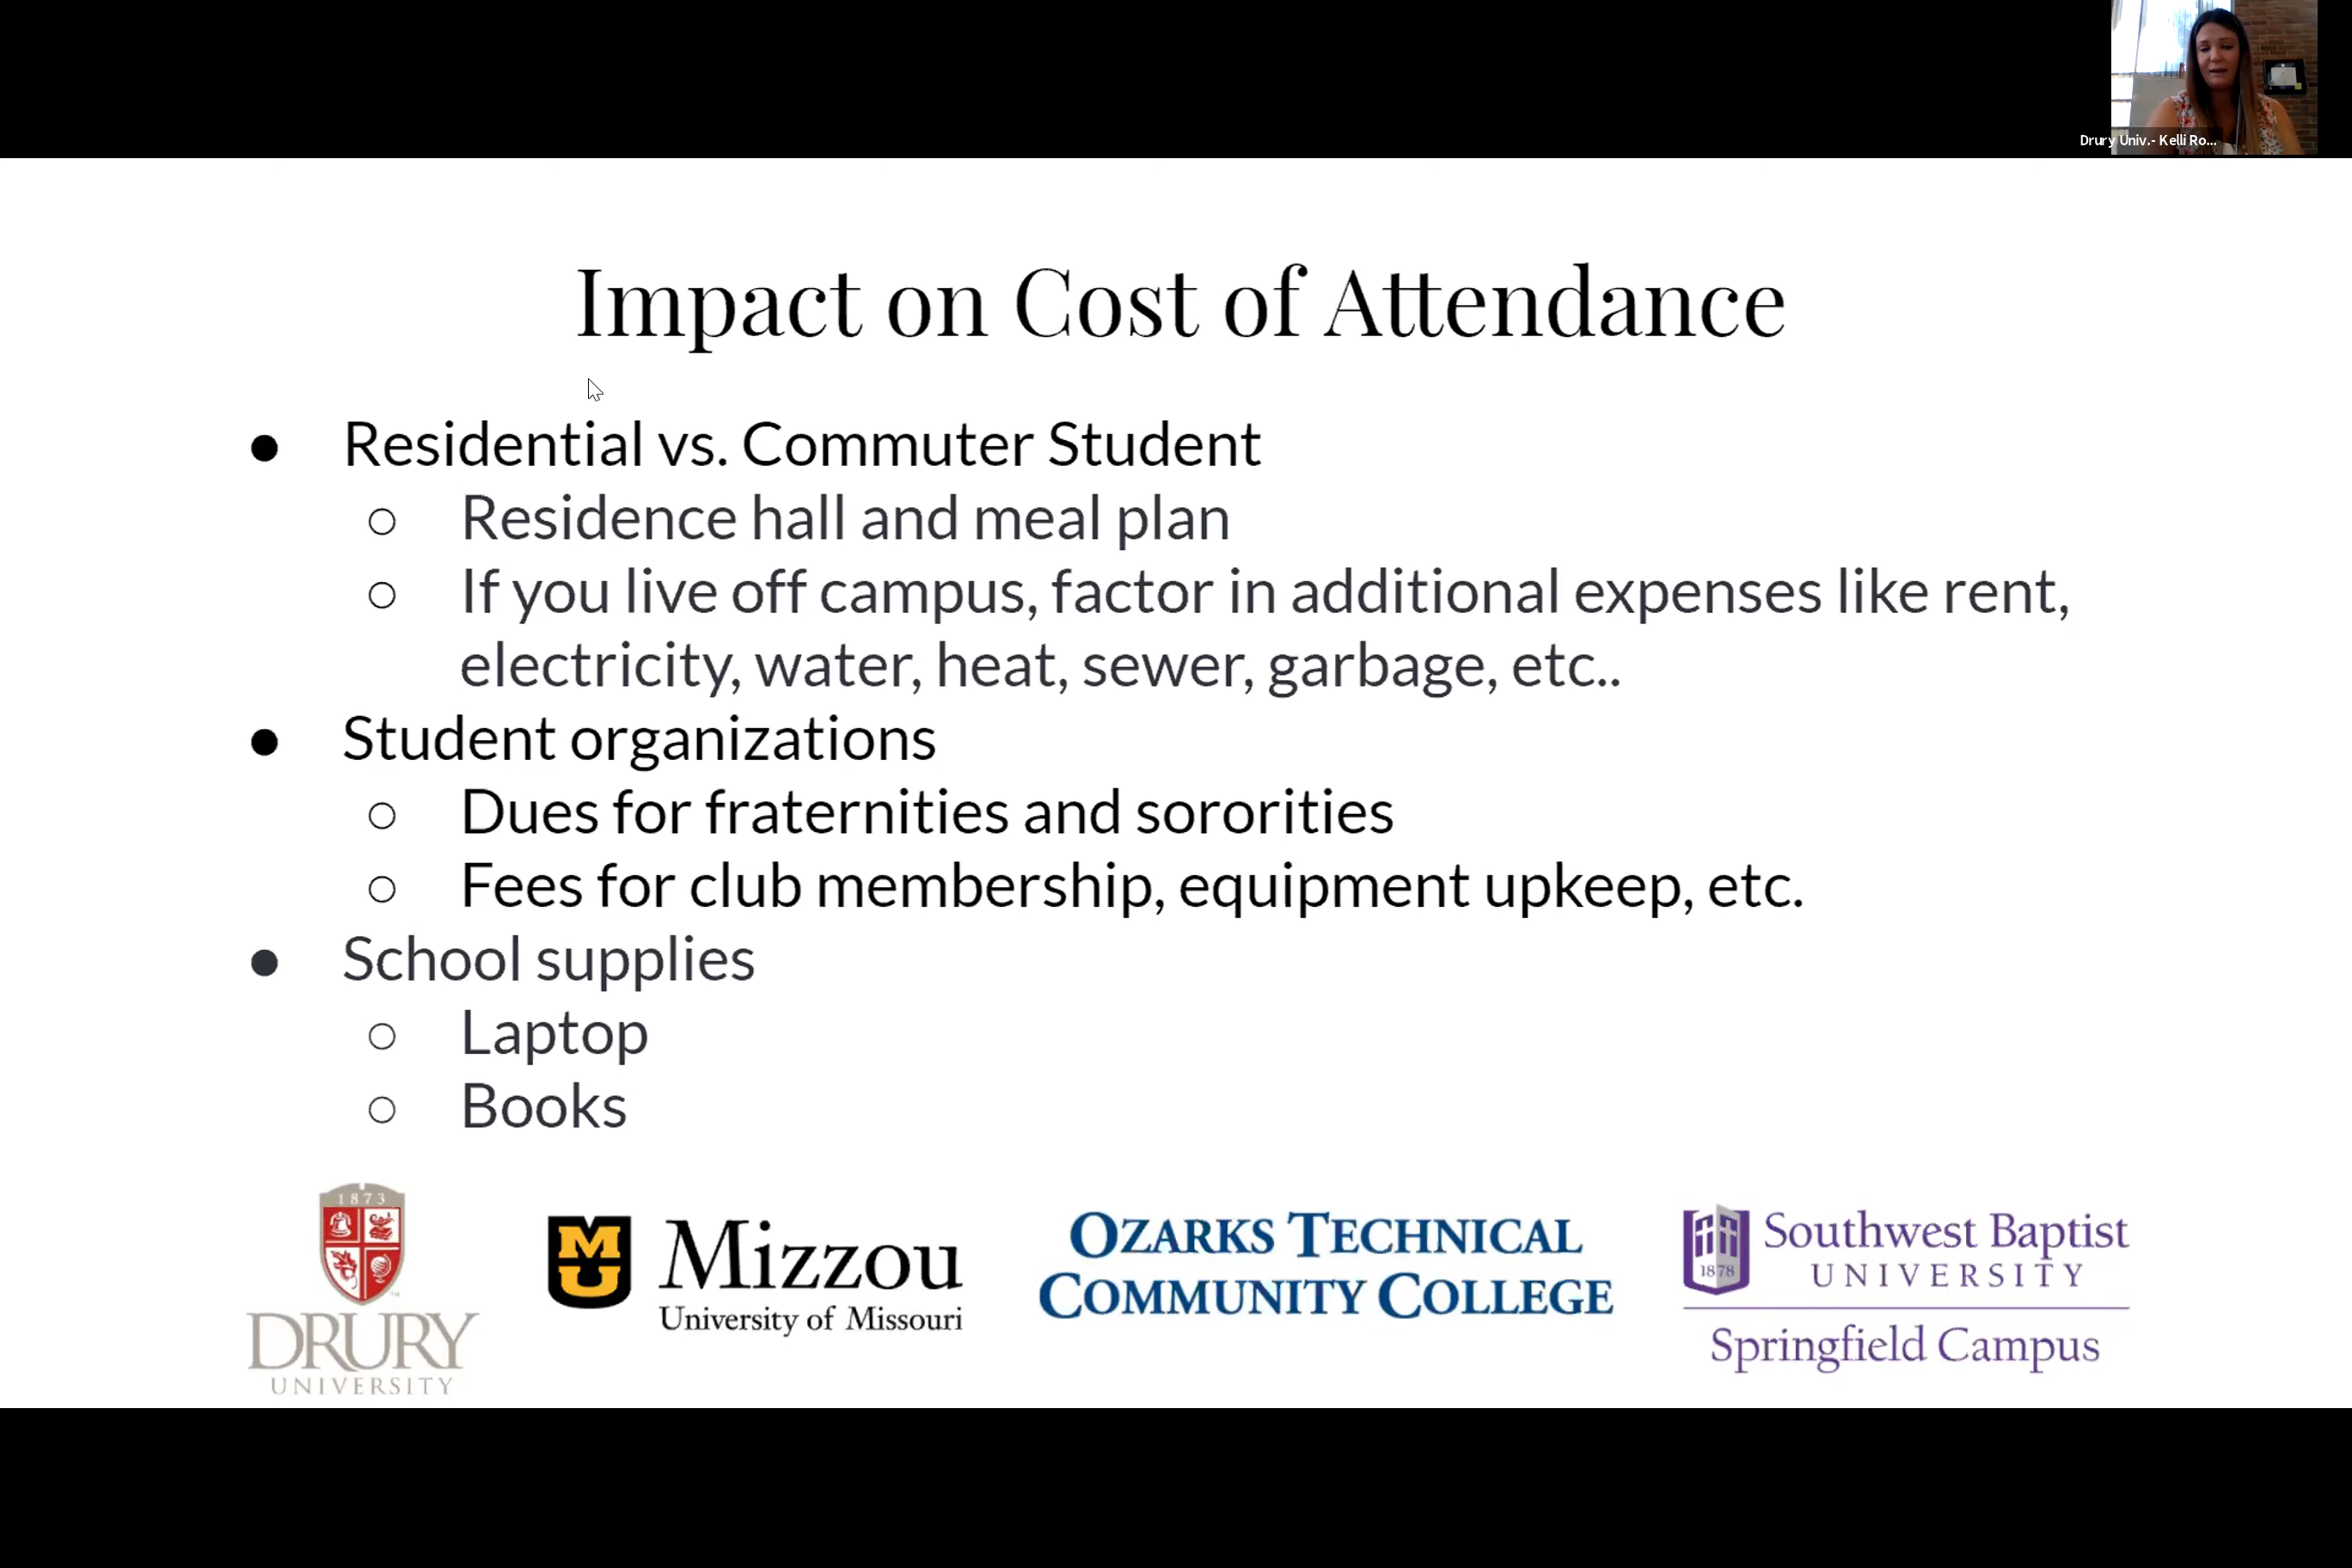 Drury Univ.- Kelli Ro...
Impact on Cost of Attendance
● Residential vs. Commuter Student
○ Residence hall and meal plan
○ If you live off campus, factor in additional expenses like rent,
electricity, water, heat, sewer, garbage, etc..
● Student organizations
○ Dues for fraternities and sororities
○ Fees for club membership, equipment upkeep, etc.
● School supplies
○ Laptop
○ Books
1873
DRURY
UNIVERSITY
MU
Mizzou
University of Missouri
OZARKS TECHNICAL
COMMUNITY COLLEGE
1878
Southwest Baptist
UNIVERSITY
Springfield Campus